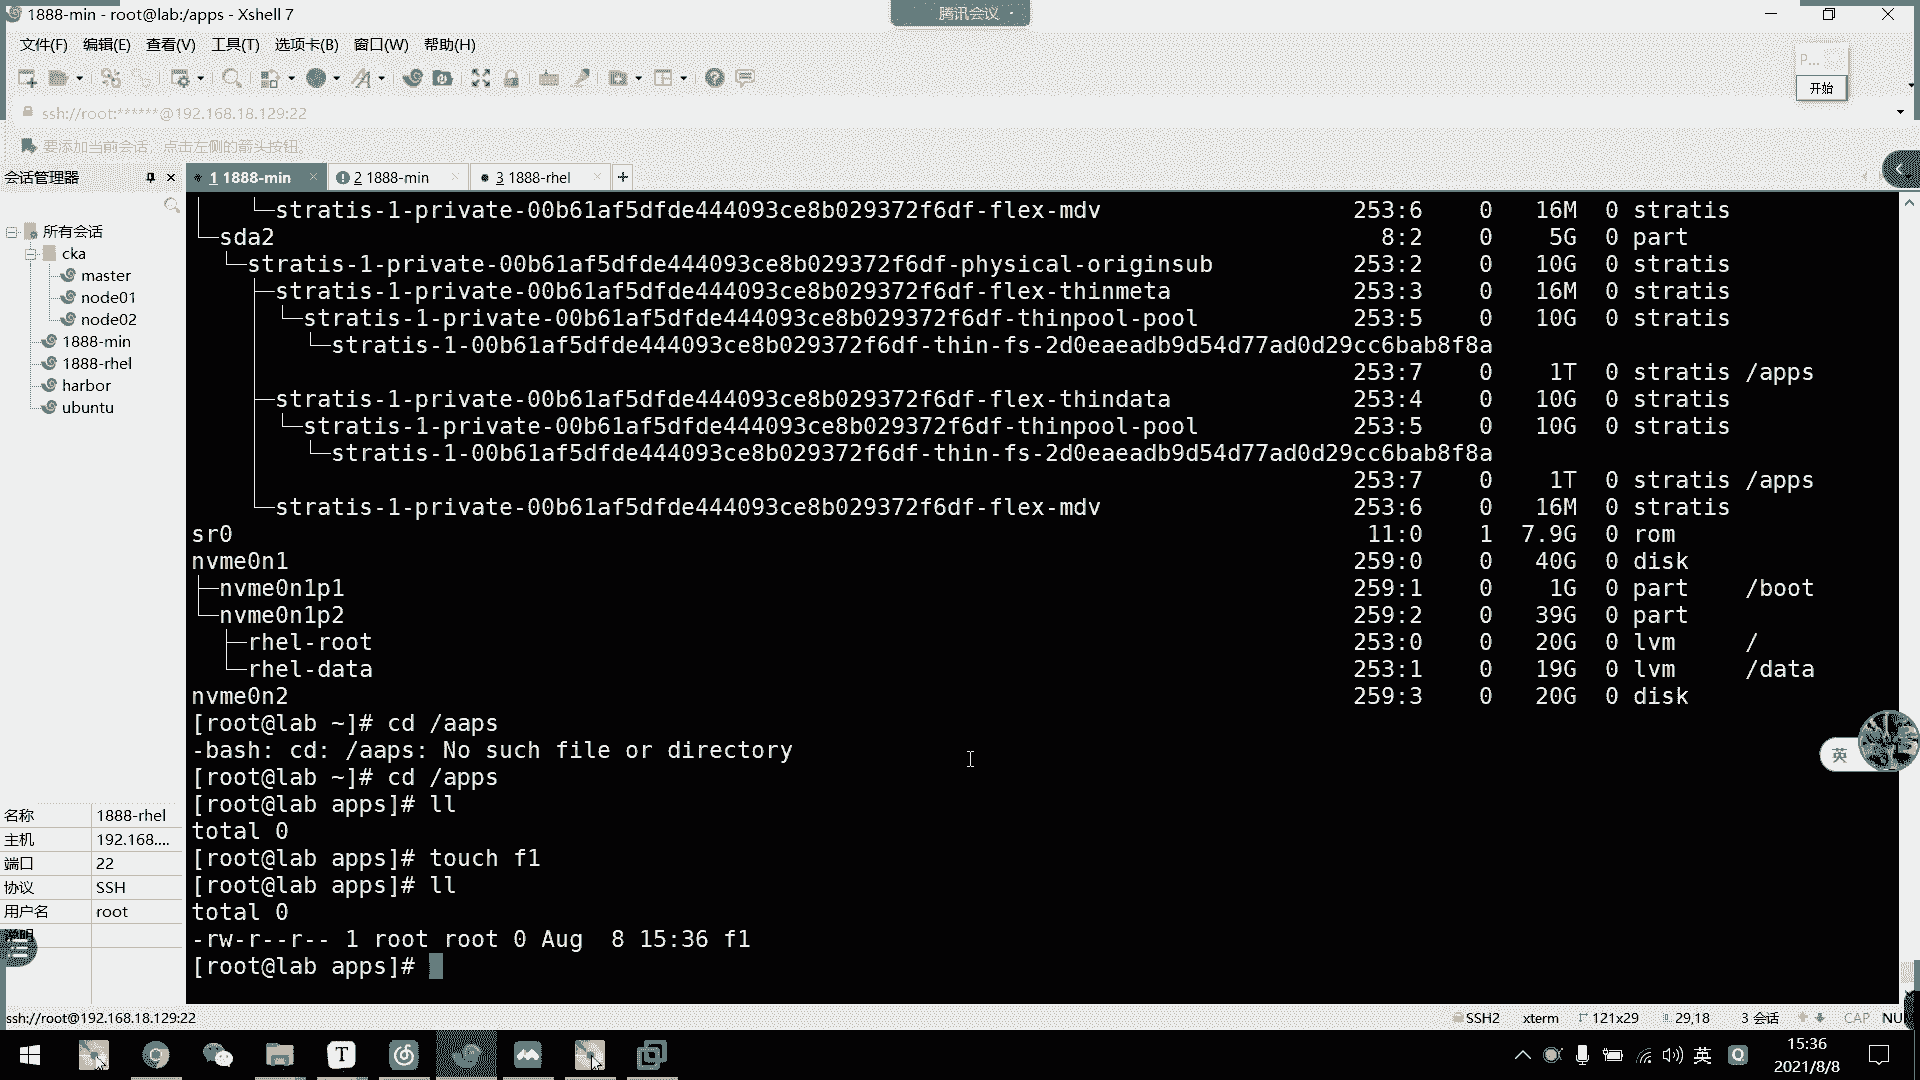 1888-min - root@lab:/apps - Xshell 7
腾讯会议
文件(F) 编辑(E) 查看(V) 工具(T) 选项卡(B) 窗口(W) 帮助(H)
P...
开始
ssh://root:******@192.168.18.129:22
要添加当前会话，点击左侧的箭头按钮。
会话管理器
1 1888-min
2 1888-min
3 1888-rhel
所有会话
cka
master
node01
node02
1888-min
1888-rhel
harbor
ubuntu
└─stratis-1-private-00b61af5dfde444093ce8b029372f6df-flex-mdv 253:6 0 16M 0 stratis
└─sda2 8:2 0 5G 0 part
└─stratis-1-private-00b61af5dfde444093ce8b029372f6df-physical-originsub 253:2 0 10G 0 stratis
├─stratis-1-private-00b61af5dfde444093ce8b029372f6df-flex-thinmeta 253:3 0 16M 0 stratis
│ └─stratis-1-private-00b61af5dfde444093ce8b029372f6df-thinpool-pool 253:5 0 10G 0 stratis
│ └─stratis-1-00b61af5dfde444093ce8b029372f6df-thin-fs-2d0eaeadb9d54d77ad0d29cc6bab8f8a
│ 253:7 0 1T 0 stratis /apps
├─stratis-1-private-00b61af5dfde444093ce8b029372f6df-flex-thindata 253:4 0 10G 0 stratis
│ └─stratis-1-private-00b61af5dfde444093ce8b029372f6df-thinpool-pool 253:5 0 10G 0 stratis
│ └─stratis-1-00b61af5dfde444093ce8b029372f6df-thin-fs-2d0eaeadb9d54d77ad0d29cc6bab8f8a
│ 253:7 0 1T 0 stratis /apps
└─stratis-1-private-00b61af5dfde444093ce8b029372f6df-flex-mdv 253:6 0 16M 0 stratis
sr0 11:0 1 7.9G 0 rom
nvme0n1 259:0 0 40G 0 disk
├─nvme0n1p1 259:1 0 1G 0 part /boot
└─nvme0n1p2 259:2 0 39G 0 part
├─rhel-root 253:0 0 20G 0 lvm /
└─rhel-data 253:1 0 19G 0 lvm /data
nvme0n2 259:3 0 20G 0 disk
[root@lab ~]# cd /aaps
-bash: cd: /aaps: No such file or directory
[root@lab ~]# cd /apps
[root@lab apps]# ll
total 0
[root@lab apps]# touch f1
[root@lab apps]# ll
total 0
-rw-r--r-- 1 root root 0 Aug  8 15:36 f1
[root@lab apps]#
英
名称 1888-rhel
主机 192.168....
端口 22
协议 SSH
用户名 root
说明
ssh://root@192.168.18.129:22
SSH2 xterm 121x29 29,18 3 会话 CAP NU
T
英
Q
15:36
2021/8/8